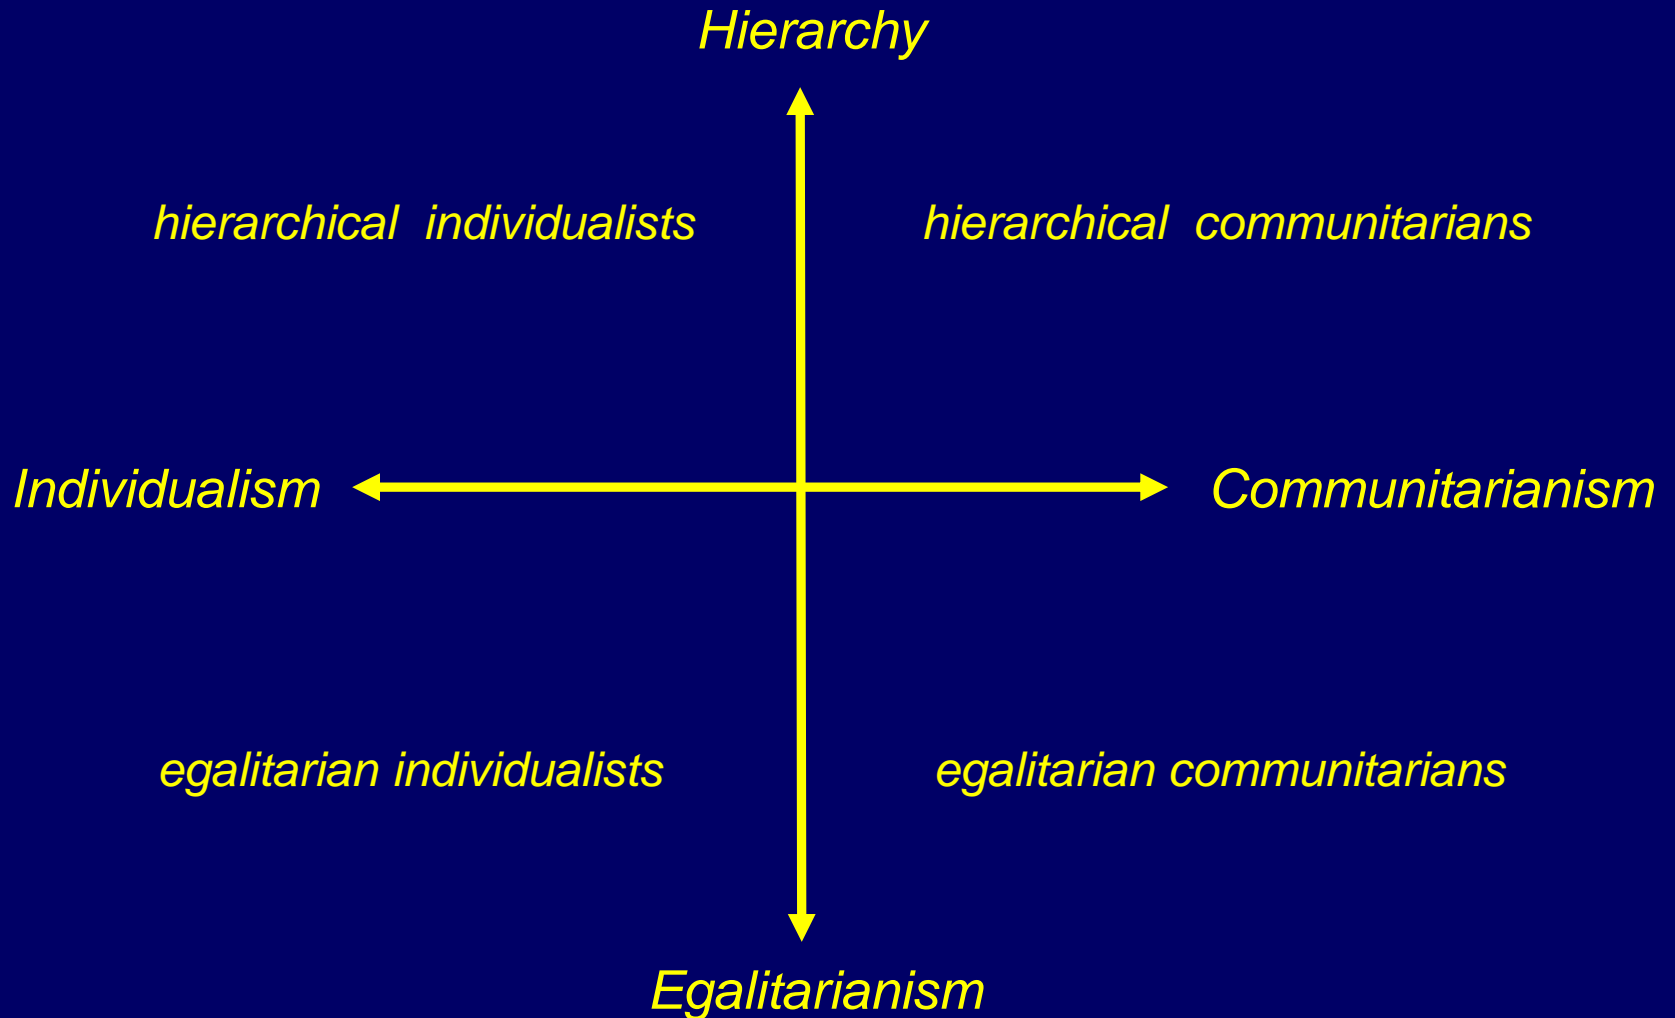 Hierarchy
hierarchical individualists
hierarchical communitarians
Individualism
Communitarianism
egalitarian individualists
egalitarian communitarians
Egalitarianism